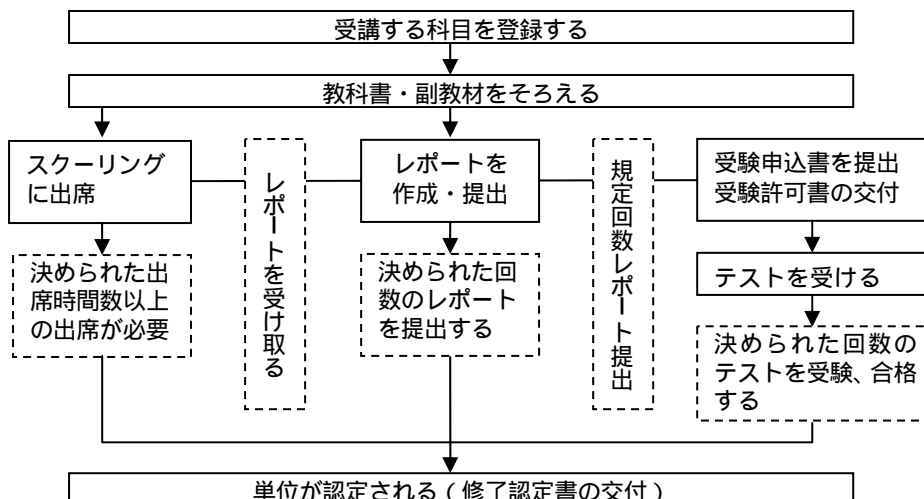 受講する科目を登録する
教科書・副教材をそろえる
スクーリング
に出席
レポートを受け取る
レポートを
作成・提出
規定回数レポート提出
受験申込書を提出
受験許可書の交付
決められた出
席時間数以上
の出席が必要
決められた回
数のレポート
を提出する
テストを受ける
決められた回数の
テストを受験、合格
する
単位が認定される(修了認定書の交付)